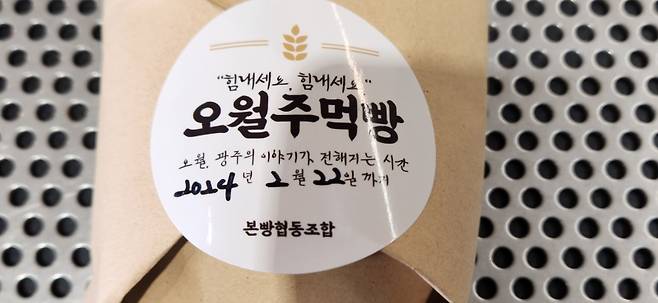 "힘내세요, 힘내세요."
오월주먹빵
오월, 광주의 이야기가 전해지는 시간
2024년 2월 22일 까지
본빵협동조합